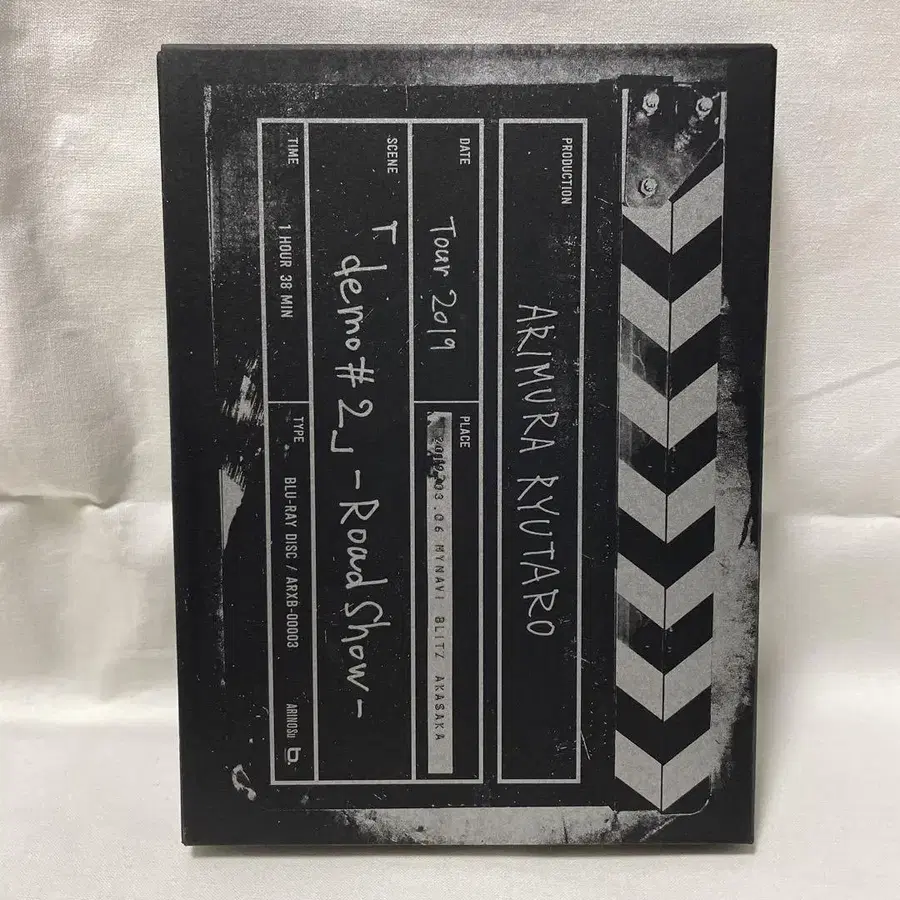 PRODUCTION
ARIMURA RYUTARO
DATE
Tour 2019
PLACE
MYNAVI BLITZ AKASAKA
SCENE
「demo#2」-Road Show-
TIME
1 HOUR 38 MIN
TYPE
BLU-RAY DISC / ARXB-00003
ARINOSu b.